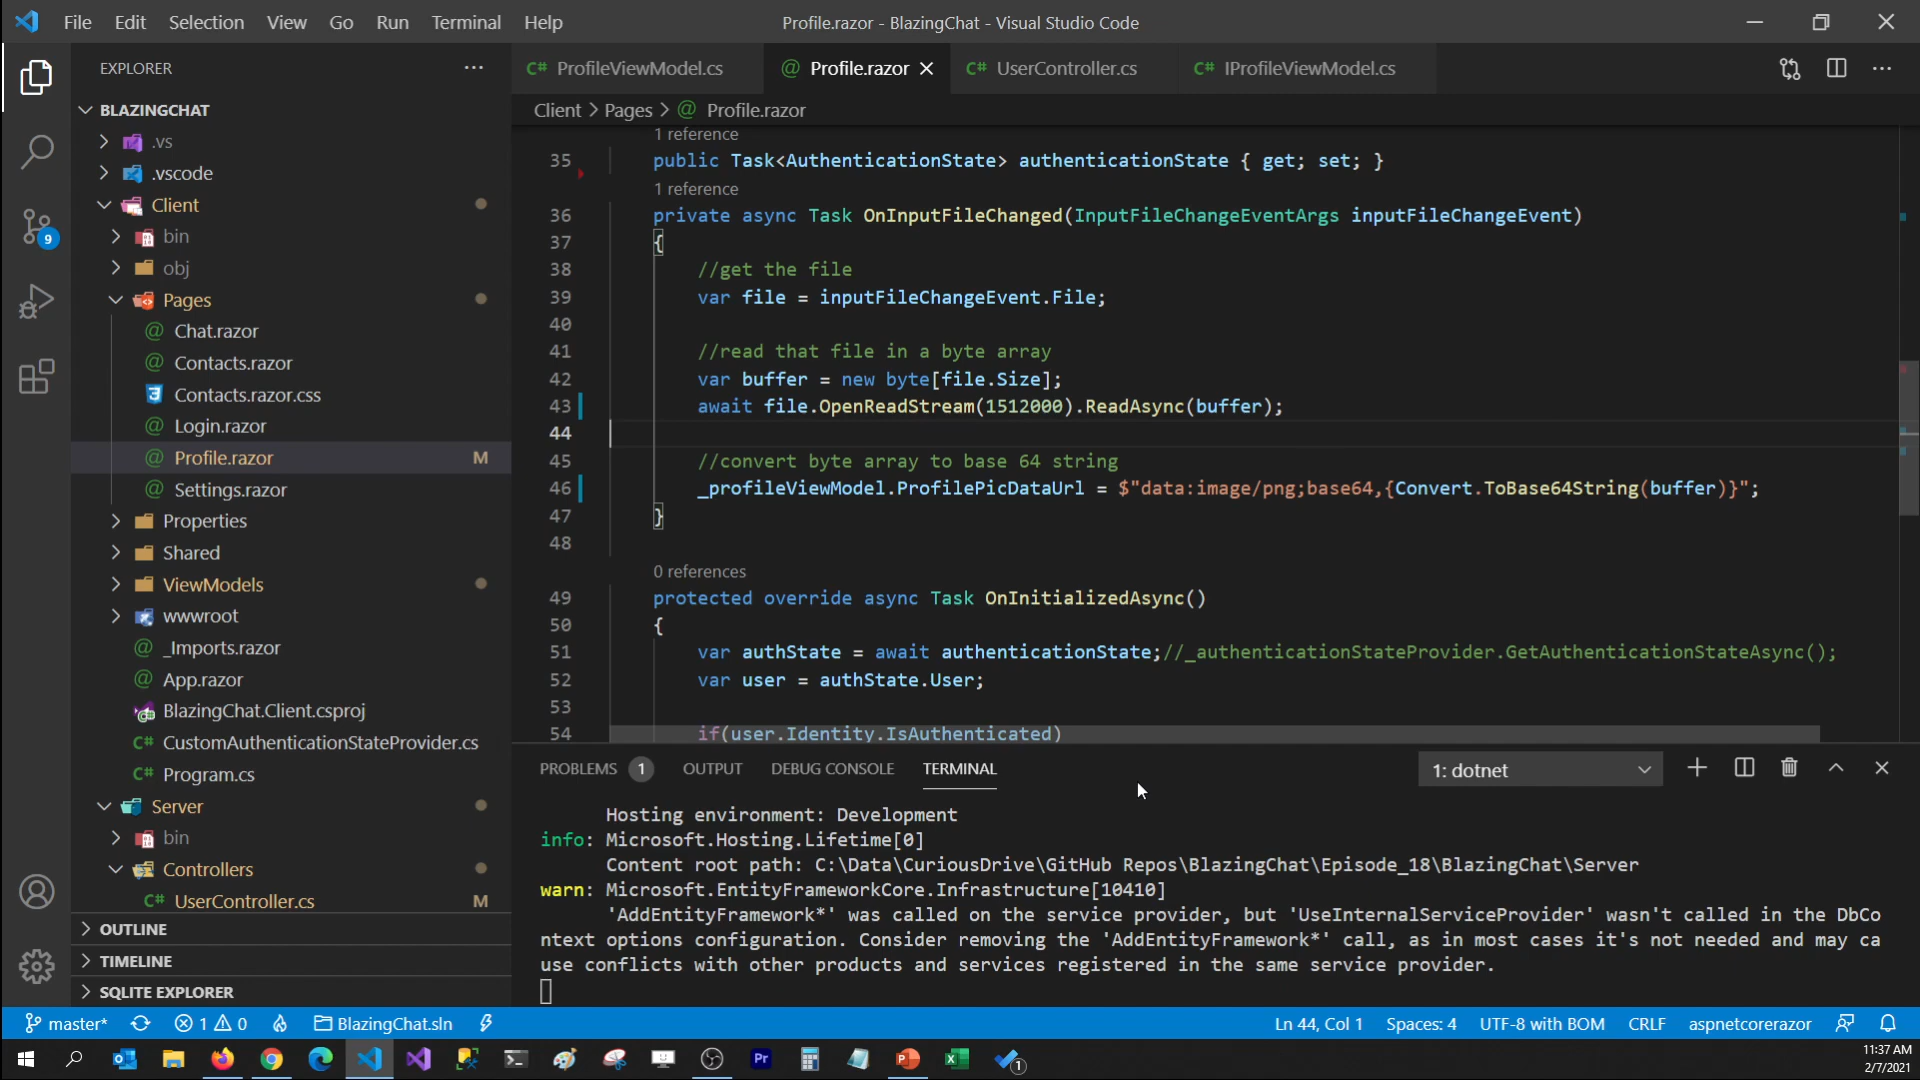 File Edit Selection View Go Run Terminal Help
Profile.razor - BlazingChat - Visual Studio Code
EXPLORER
BLAZINGCHAT
.vs
.vscode
Client
bin
obj
Pages
Chat.razor
Contacts.razor
Contacts.razor.css
Login.razor
Profile.razor M
Settings.razor
Properties
Shared
ViewModels
wwwroot
_Imports.razor
App.razor
BlazingChat.Client.csproj
C# CustomAuthenticationStateProvider.cs
C# Program.cs
Server
bin
Controllers
C# UserController.cs M
OUTLINE
TIMELINE
SQLITE EXPLORER
9
C# ProfileViewModel.cs @ Profile.razor C# UserController.cs C# IProfileViewModel.cs
Client > Pages > @ Profile.razor
1 reference
35 public Task<AuthenticationState> authenticationState { get; set; }
1 reference
36 private async Task OnInputFileChanged(InputFileChangeEventArgs inputFileChangeEvent)
37 {
38 //get the file
39 var file = inputFileChangeEvent.File;
40
41 //read that file in a byte array
42 var buffer = new byte[file.Size];
43 await file.OpenReadStream(1512000).ReadAsync(buffer);
44
45 //convert byte array to base 64 string
46 _profileViewModel.ProfilePicDataUrl = $"data:image/png;base64,{Convert.ToBase64String(buffer)}";
47 }
48
0 references
49 protected override async Task OnInitializedAsync()
50 {
51 var authState = await authenticationState;//_authenticationStateProvider.GetAuthenticationStateAsync();
52 var user = authState.User;
53
54 if(user.Identity.IsAuthenticated)
PROBLEMS 1 OUTPUT DEBUG CONSOLE TERMINAL 1: dotnet
Hosting environment: Development
info: Microsoft.Hosting.Lifetime[0]
Content root path: C:\Data\CuriousDrive\GitHub Repos\BlazingChat\Episode_18\BlazingChat\Server
warn: Microsoft.EntityFrameworkCore.Infrastructure[10410]
'AddEntityFramework*' was called on the service provider, but 'UseInternalServiceProvider' wasn't called in the DbCo
ntext options configuration. Consider removing the 'AddEntityFramework*' call, as in most cases it's not needed and may ca
use conflicts with other products and services registered in the same service provider.
master* 1 0 BlazingChat.sln Ln 44, Col 1 Spaces: 4 UTF-8 with BOM CRLF aspnetcorerazor
11:37 AM
2/7/2021